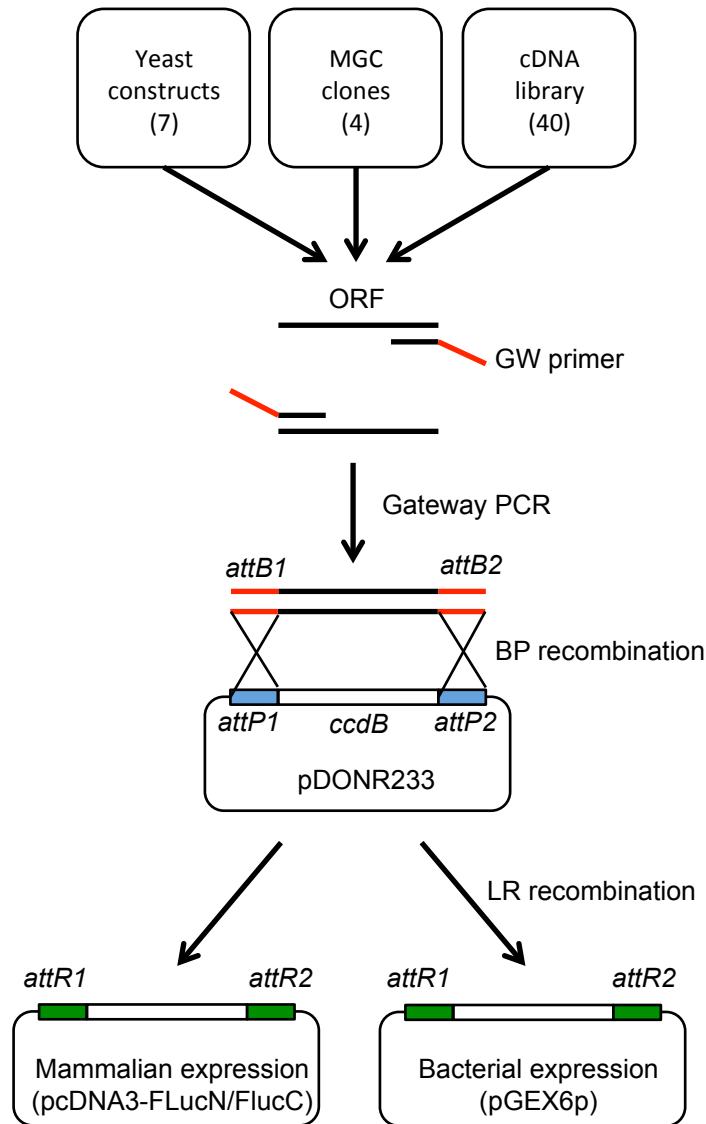 Yeast
constructs
(7)
MGC
clones
(4)
cDNA
library
(40)
ORF
GW primer
Gateway PCR
attB1
attB2
BP recombination
attP1
ccdB
attP2
pDONR233
LR recombination
attR1
attR2
attR1
attR2
Mammalian expression
(pcDNA3-FLucN/FlucC)
Bacterial expression
(pGEX6p)